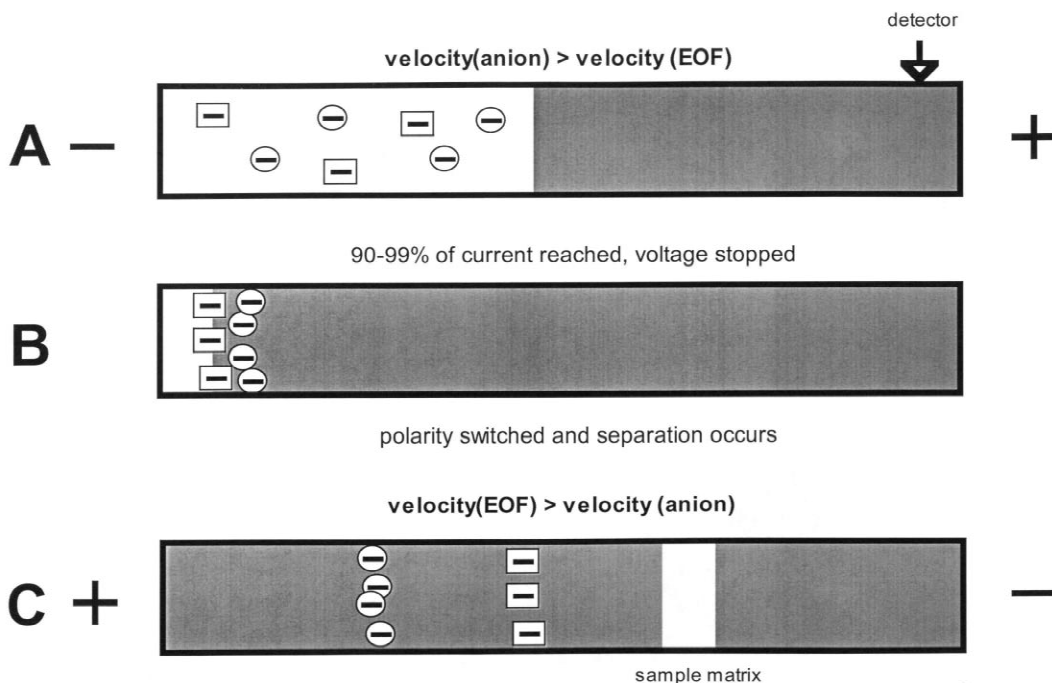 detector
velocity(anion) > velocity (EOF)
A − +
90-99% of current reached, voltage stopped
B
polarity switched and separation occurs
velocity(EOF) > velocity (anion)
C + −
sample matrix